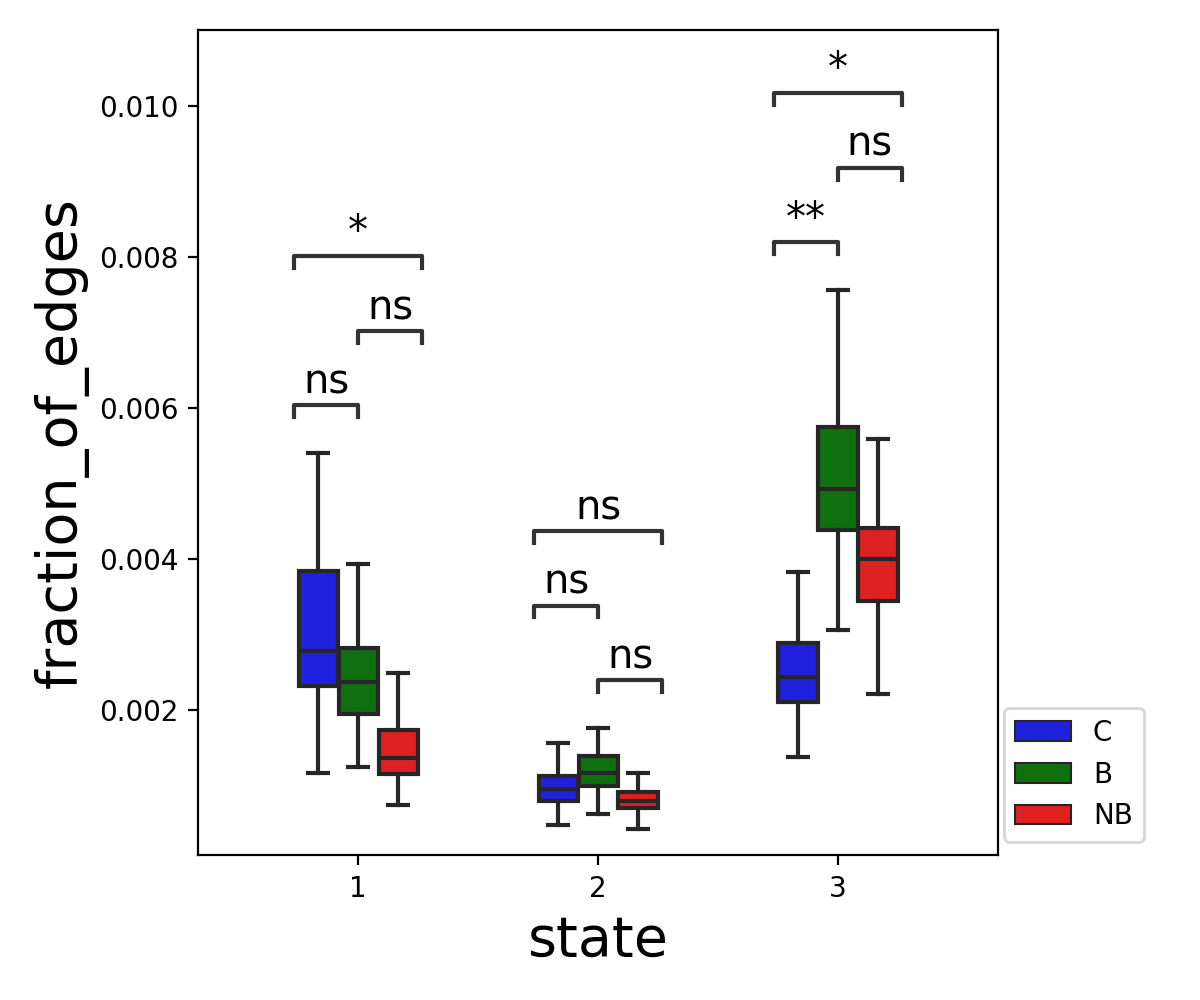 *
0.010
ns
**
*
0.008
ns
ns
0.006
ns
0.004
ns
ns
0.002
fraction_of_edges
1
2
3
state
C
B
NB